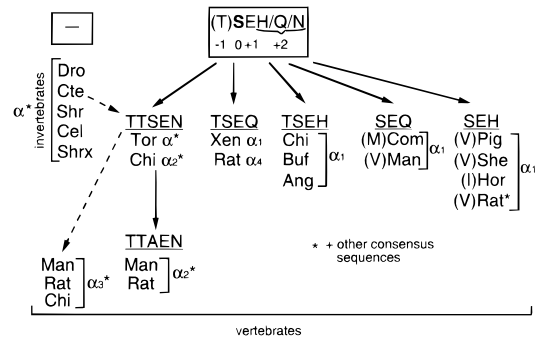 —
(T)SEH/Q/N
-1 0 +1 +2
α*
invertebrates
Dro
Cte
Shr
Cel
Shrx
TTSEN
Tor α*
Chi α₂*
TSEQ
Xen α₁
Rat α₄
TSEH
Chi
Buf
Ang
α₁
SEQ
(M)Com
(V)Man
α₁
SEH
(V)Pig
(V)She
(I)Hor
(V)Rat*
α₁
TTAEN
Man
Rat
α₂*
Man
Rat
Chi
α₃*
* + other consensus
sequences
vertebrates